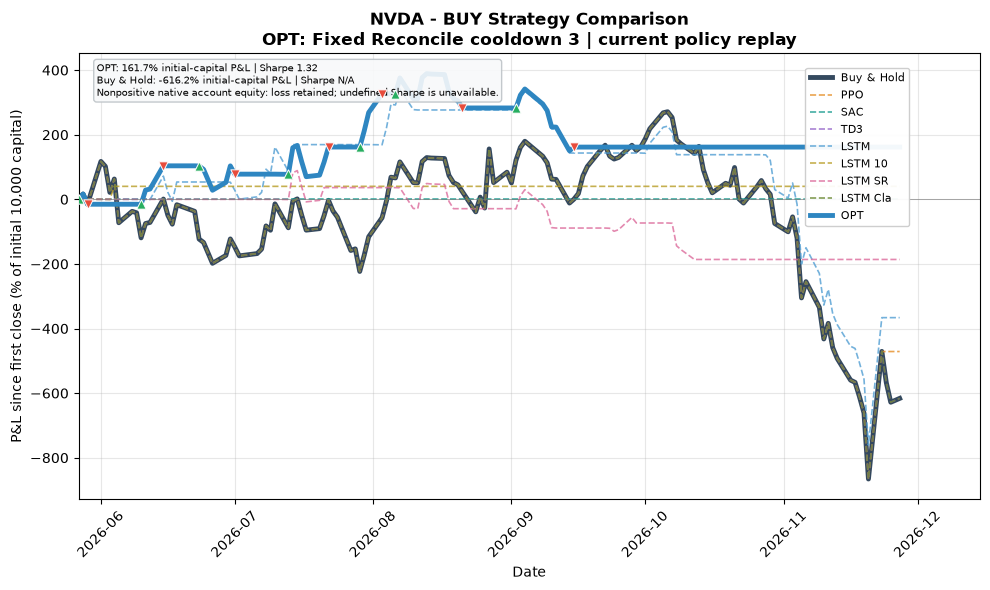 NVDA - BUY Strategy Comparison
OPT: Fixed Reconcile cooldown 3 | current policy replay
OPT: 161.7% initial-capital P&L | Sharpe 1.32
Buy & Hold: -616.2% initial-capital P&L | Sharpe N/A
Nonpositive native account equity: loss retained; undefined Sharpe is unavailable.
Buy & Hold
PPO
SAC
TD3
LSTM
LSTM 10
LSTM SR
LSTM Cla
OPT
P&L since first close (% of initial 10,000 capital)
400
200
0
−200
−400
−600
−800
2026-06
2026-07
2026-08
2026-09
2026-10
2026-11
2026-12
Date